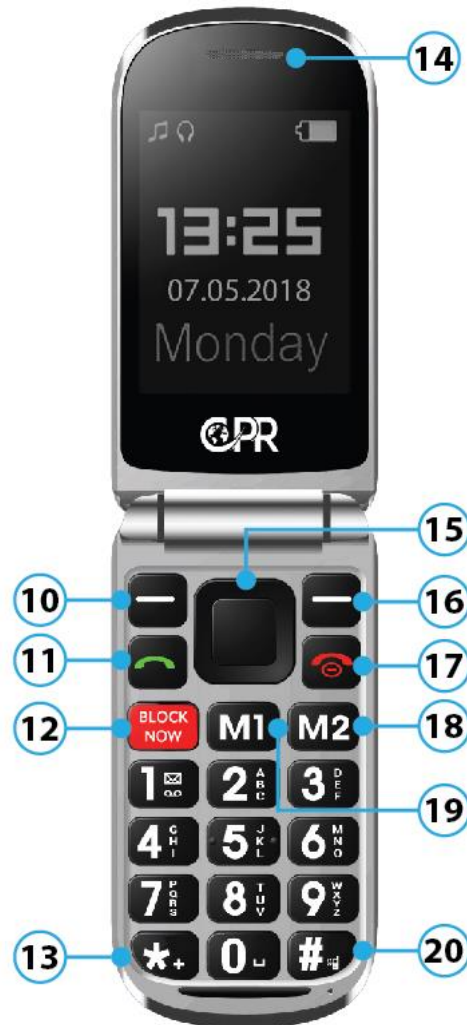 14
13:25
07.05.2018
Monday
CPR
15
10
16
11
17
12
BLOCK
NOW
M1
M2
18
1
2 A B C
3 D E F
19
4 G H I
5 J K L
6 M N O
7 P Q R S
8 T U V
9 W X Y Z
13
*+
0
#
20